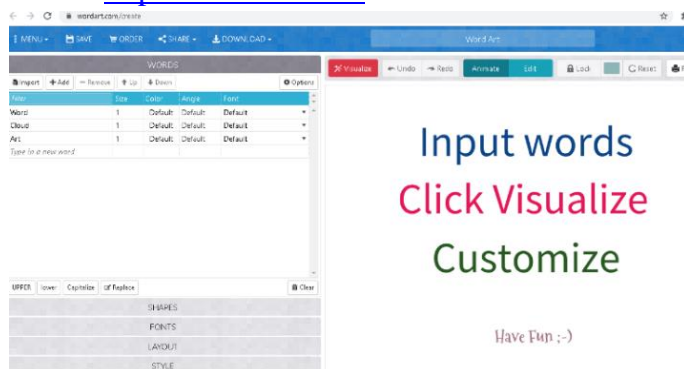 wordart.com/create
MENU SAVE ORDER SHARE DOWNLOAD Word Art
WORDS
Import Add Remove Up Down Options
Visualize Undo Redo Animate Edit Lock Reset
Filter Size Color Angle Font
Word 1 Default Default Default
Cloud 1 Default Default Default
Art 1 Default Default Default
Type in a new word
Input words
Click Visualize
Customize
Have Fun ;-)
UPPER lower Capitalize Replace Clear
SHAPES
FONTS
LAYOUT
STYLE